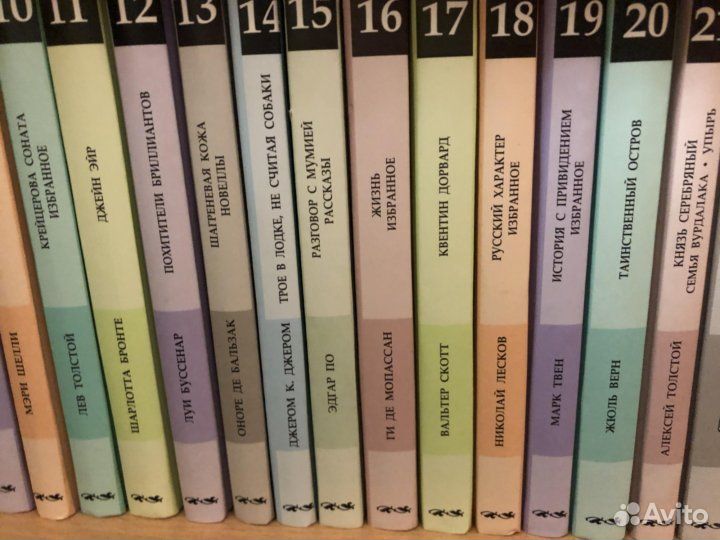 10
КРЕЙЦЕРОВА СОНАТА
ИЗБРАННОЕ
ЛЕВ ТОЛСТОЙ
11
ДЖЕЙН ЭЙР
ШАРЛОТТА БРОНТЕ
12
ПОХИТИТЕЛИ БРИЛЛИАНТОВ
ЛУИ БУССЕНАР
13
ШАГРЕНЕВАЯ КОЖА
НОВЕЛЛЫ
ОНОРЕ ДЕ БАЛЬЗАК
14
ТРОЕ В ЛОДКЕ, НЕ СЧИТАЯ СОБАКИ
ДЖЕРОМ К. ДЖЕРОМ
15
РАЗГОВОР С МУМИЕЙ
РАССКАЗЫ
ЭДГАР ПО
16
ЖИЗНЬ
ИЗБРАННОЕ
ГИ ДЕ МОПАССАН
17
КВЕНТИН ДОРВАРД
ВАЛЬТЕР СКОТТ
18
РУССКИЙ ХАРАКТЕР
ИЗБРАННОЕ
НИКОЛАЙ ЛЕСКОВ
19
ИСТОРИЯ С ПРИВИДЕНИЕМ
ИЗБРАННОЕ
МАРК ТВЕН
20
ТАИНСТВЕННЫЙ ОСТРОВ
ЖЮЛЬ ВЕРН
КНЯЗЬ СЕРЕБРЯНЫЙ
СЕМЬЯ ВУРДАЛАКА • УПЫРЬ
АЛЕКСЕЙ ТОЛСТОЙ
МЭРИ ШЕЛЛИ
Avito